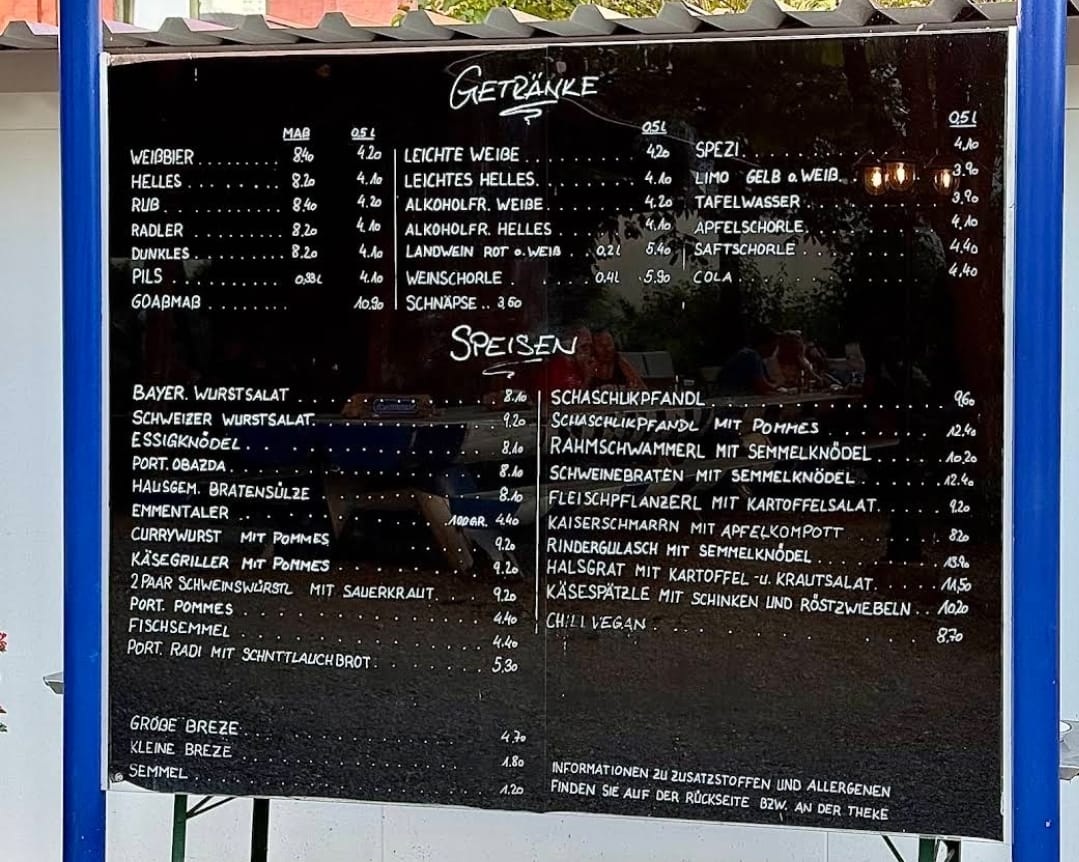 GETRÄNKE
MAß 0,5 L
WEIßBIER 8.40 4.20
HELLES 8.20 4.10
RUß 8.40 4.20
RADLER 8.20 4.10
DUNKLES 8.20 4.10
PILS 0,33 L 4.10
GOAßMAß 10.90
0,5 L
LEICHTE WEIßE 4.20
LEICHTES HELLES 4.10
ALKOHOLFR. WEIßE 4.20
ALKOHOLFR. HELLES 4.10
LANDWEIN ROT o. WEIß 0,2 L 5.40
WEINSCHORLE 0,4 L 5.90
SCHNÄPSE .. 3,60
0,5 L
SPEZI 4.10
LIMO GELB o. WEIß 3.90
TAFELWASSER 3.90
APFELSCHORLE 4.10
SAFTSCHORLE 4.40
COLA 4.40
SPEISEN
BAYER. WURSTSALAT 8.10
SCHWEIZER WURSTSALAT 9.20
ESSIGKNÖDEL 8.10
PORT. OBAZDA 8.10
HAUSGEM. BRATENSÜLZE 8.10
EMMENTALER 100GR. 4.40
CURRYWURST MIT POMMES 9.20
KÄSEGRILLER MIT POMMES 9.20
2 PAAR SCHWEINSWÜRSTL MIT SAUERKRAUT 9.20
PORT. POMMES 4.40
FISCHSEMMEL 4.40
PORT. RADI MIT SCHNTTLAUCHBROT 5.30
GROßE BREZE 4.70
KLEINE BREZE 1.80
SEMMEL 1.20
SCHASCHLIKPFANDL 9,60
SCHASCHLIKPFANDL MIT POMMES 12.40
RAHMSCHWAMMERL MIT SEMMELKNÖDEL 10.20
SCHWEINEBRATEN MIT SEMMELKNÖDEL 12.40
FLEISCHPFLANZERL MIT KARTOFFELSALAT 9.20
KAISERSCHMARRN MIT APFELKOMPOTT 8.20
RINDERGULASCH MIT SEMMELKNÖDEL 13.90
HALSGRAT MIT KARTOFFEL -u. KRAUTSALAT 11,50
KÄSESPÄTZLE MIT SCHINKEN UND RÖSTZWIEBELN 10.20
CHILI VEGAN 8.70
INFORMATIONEN ZU ZUSATZSTOFFEN UND ALLERGENEN
FINDEN SIE AUF DER RÜCKSEITE BZW. AN DER THEKE